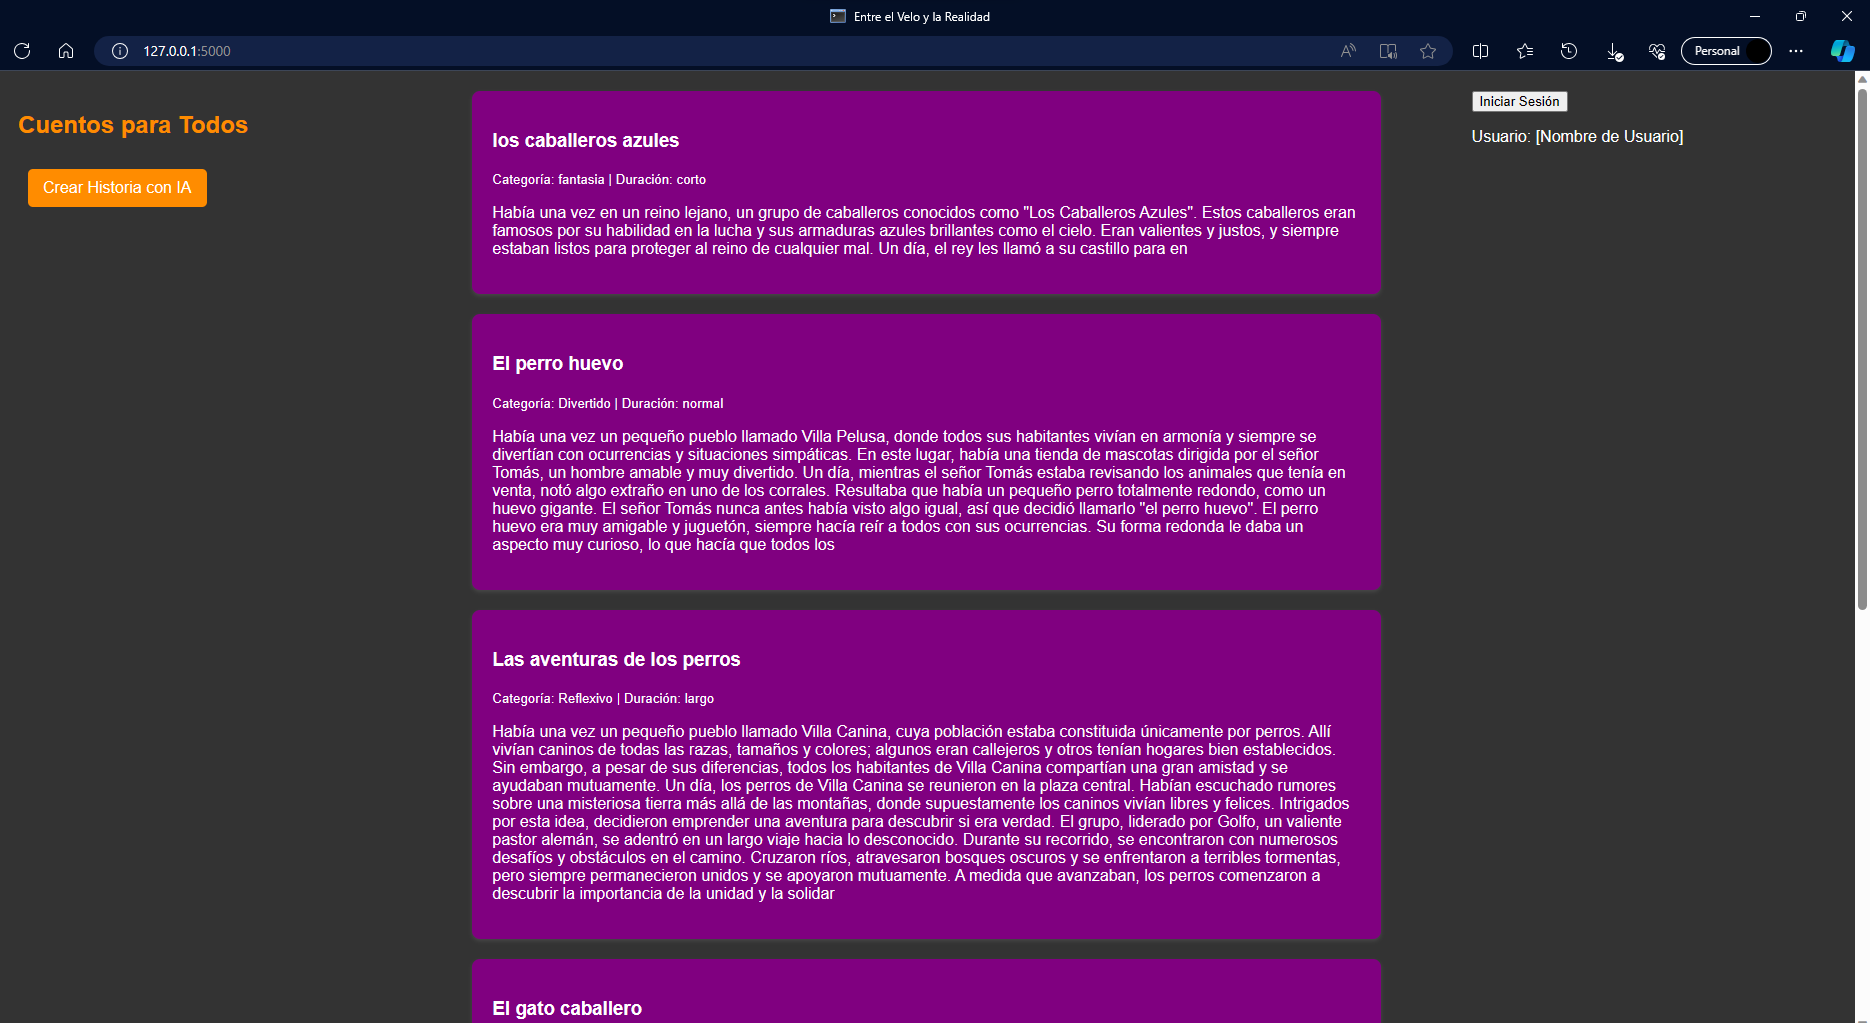 Entre el Velo y la Realidad
127.0.0.1:5000
Personal
Cuentos para Todos
Crear Historia con IA
los caballeros azules
Categoría: fantasia | Duración: corto
Había una vez en un reino lejano, un grupo de caballeros conocidos como "Los Caballeros Azules". Estos caballeros eran
famosos por su habilidad en la lucha y sus armaduras azules brillantes como el cielo. Eran valientes y justos, y siempre
estaban listos para proteger al reino de cualquier mal. Un día, el rey les llamó a su castillo para en
El perro huevo
Categoría: Divertido | Duración: normal
Había una vez un pequeño pueblo llamado Villa Pelusa, donde todos sus habitantes vivían en armonía y siempre se
divertían con ocurrencias y situaciones simpáticas. En este lugar, había una tienda de mascotas dirigida por el señor
Tomás, un hombre amable y muy divertido. Un día, mientras el señor Tomás estaba revisando los animales que tenía en
venta, notó algo extraño en uno de los corrales. Resultaba que había un pequeño perro totalmente redondo, como un
huevo gigante. El señor Tomás nunca antes había visto algo igual, así que decidió llamarlo "el perro huevo". El perro
huevo era muy amigable y juguetón, siempre hacía reír a todos con sus ocurrencias. Su forma redonda le daba un
aspecto muy curioso, lo que hacía que todos los
Las aventuras de los perros
Categoría: Reflexivo | Duración: largo
Había una vez un pequeño pueblo llamado Villa Canina, cuya población estaba constituida únicamente por perros. Allí
vivían caninos de todas las razas, tamaños y colores; algunos eran callejeros y otros tenían hogares bien establecidos.
Sin embargo, a pesar de sus diferencias, todos los habitantes de Villa Canina compartían una gran amistad y se
ayudaban mutuamente. Un día, los perros de Villa Canina se reunieron en la plaza central. Habían escuchado rumores
sobre una misteriosa tierra más allá de las montañas, donde supuestamente los caninos vivían libres y felices. Intrigados
por esta idea, decidieron emprender una aventura para descubrir si era verdad. El grupo, liderado por Golfo, un valiente
pastor alemán, se adentró en un largo viaje hacia lo desconocido. Durante su recorrido, se encontraron con numerosos
desafíos y obstáculos en el camino. Cruzaron ríos, atravesaron bosques oscuros y se enfrentaron a terribles tormentas,
pero siempre permanecieron unidos y se apoyaron mutuamente. A medida que avanzaban, los perros comenzaron a
descubrir la importancia de la unidad y la solidar
El gato caballero
Iniciar Sesión
Usuario: [Nombre de Usuario]